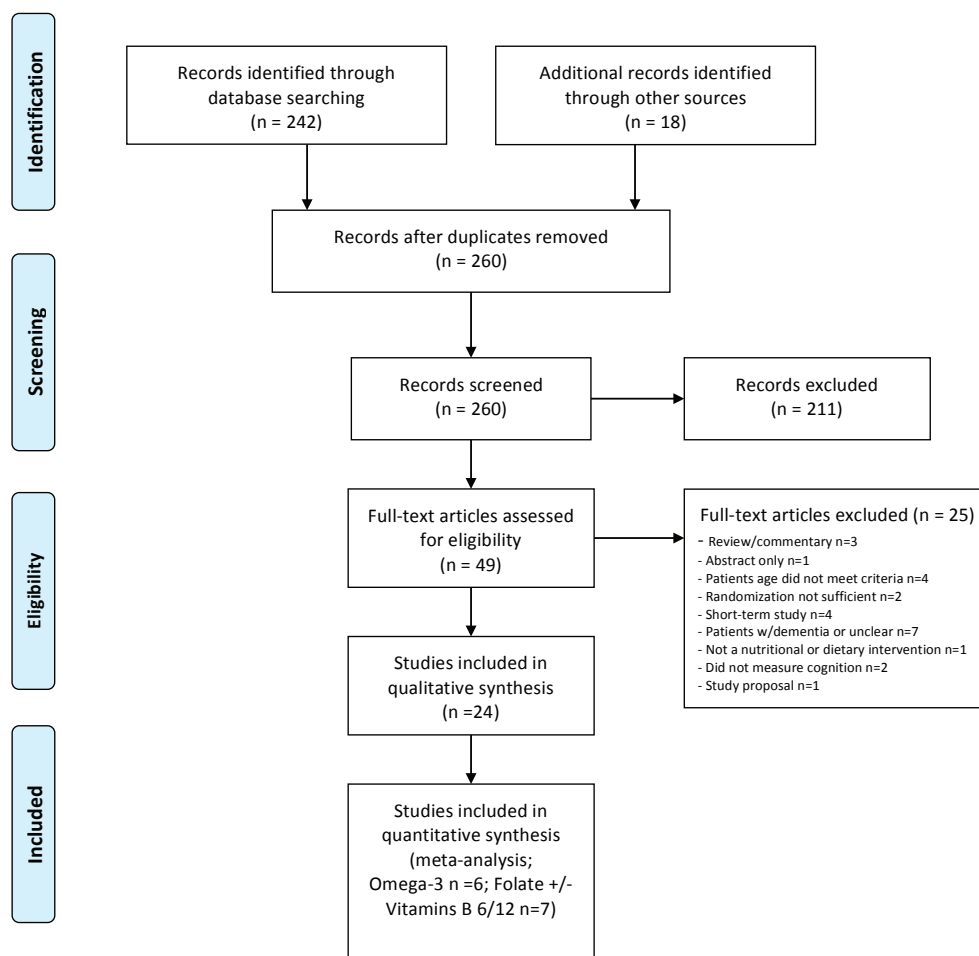 Identification
Records identified through
database searching
(n = 242)
Additional records identified
through other sources
(n = 18)
Records after duplicates removed
(n = 260)
Screening
Records screened
(n = 260)
Records excluded
(n = 211)
Eligibility
Full-text articles assessed
for eligibility
(n = 49)
Full-text articles excluded (n = 25)
- Review/commentary n=3
- Abstract only n=1
- Patients age did not meet criteria n=4
- Randomization not sufficient n=2
- Short-term study n=4
- Patients w/dementia or unclear n=7
- Not a nutritional or dietary intervention n=1
- Did not measure cognition n=2
- Study proposal n=1
Studies included in
qualitative synthesis
(n =24)
Included
Studies included in
quantitative synthesis
(meta-analysis;
Omega-3 n =6; Folate +/-
Vitamins B 6/12 n=7)